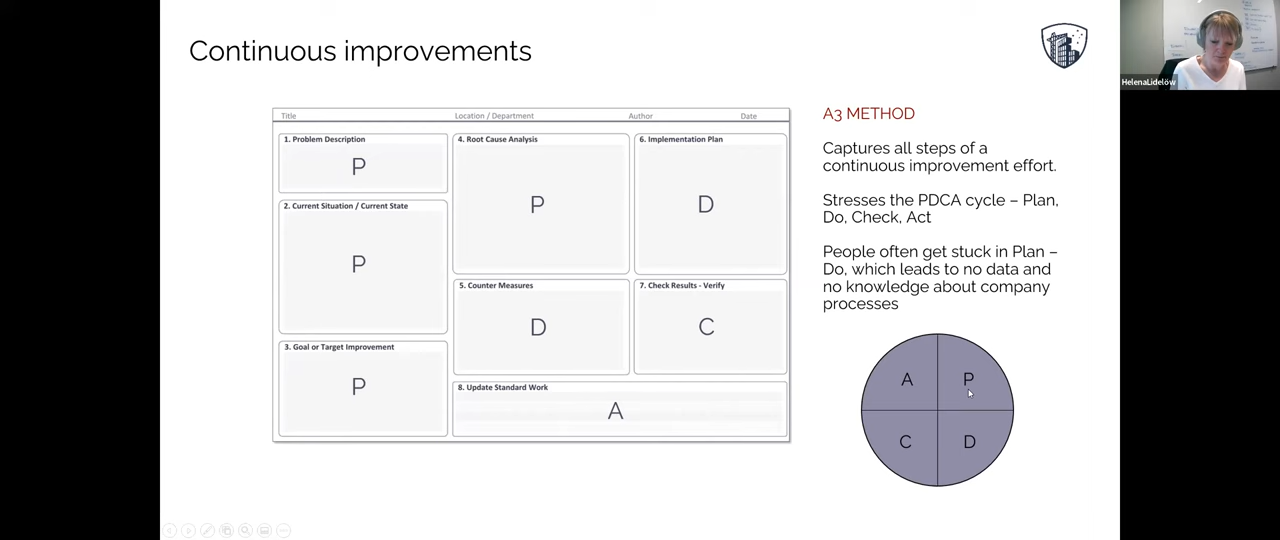 Continuous improvements
HelenaLidelöw
Title
Location / Department
Author
Date
1. Problem Description
P
2. Current Situation / Current State
P
3. Goal or Target Improvement
P
4. Root Cause Analysis
P
5. Counter Measures
D
6. Implementation Plan
D
7. Check Results - Verify
C
8. Update Standard Work
A
A3 METHOD
Captures all steps of a
continuous improvement effort.
Stresses the PDCA cycle – Plan,
Do, Check, Act
People often get stuck in Plan –
Do, which leads to no data and
no knowledge about company
processes
A
P
C
D